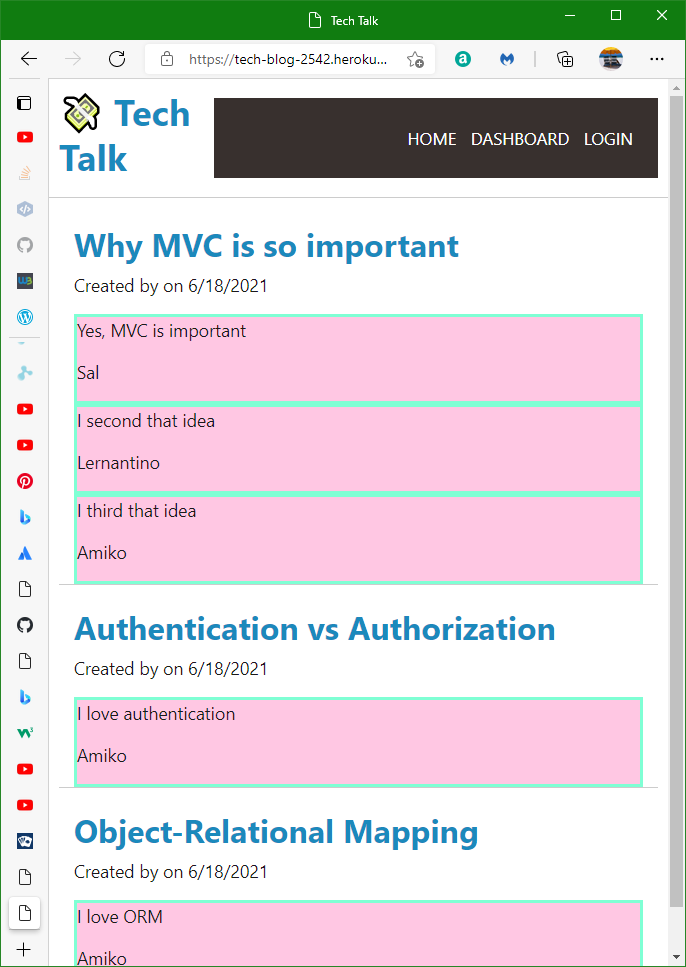 Tech Talk
https://tech-blog-2542.heroku...
Tech
Talk
HOME DASHBOARD LOGIN
Why MVC is so important
Created by on 6/18/2021
Yes, MVC is important
Sal
I second that idea
Lernantino
I third that idea
Amiko
Authentication vs Authorization
Created by on 6/18/2021
I love authentication
Amiko
Object-Relational Mapping
Created by on 6/18/2021
I love ORM
Amiko